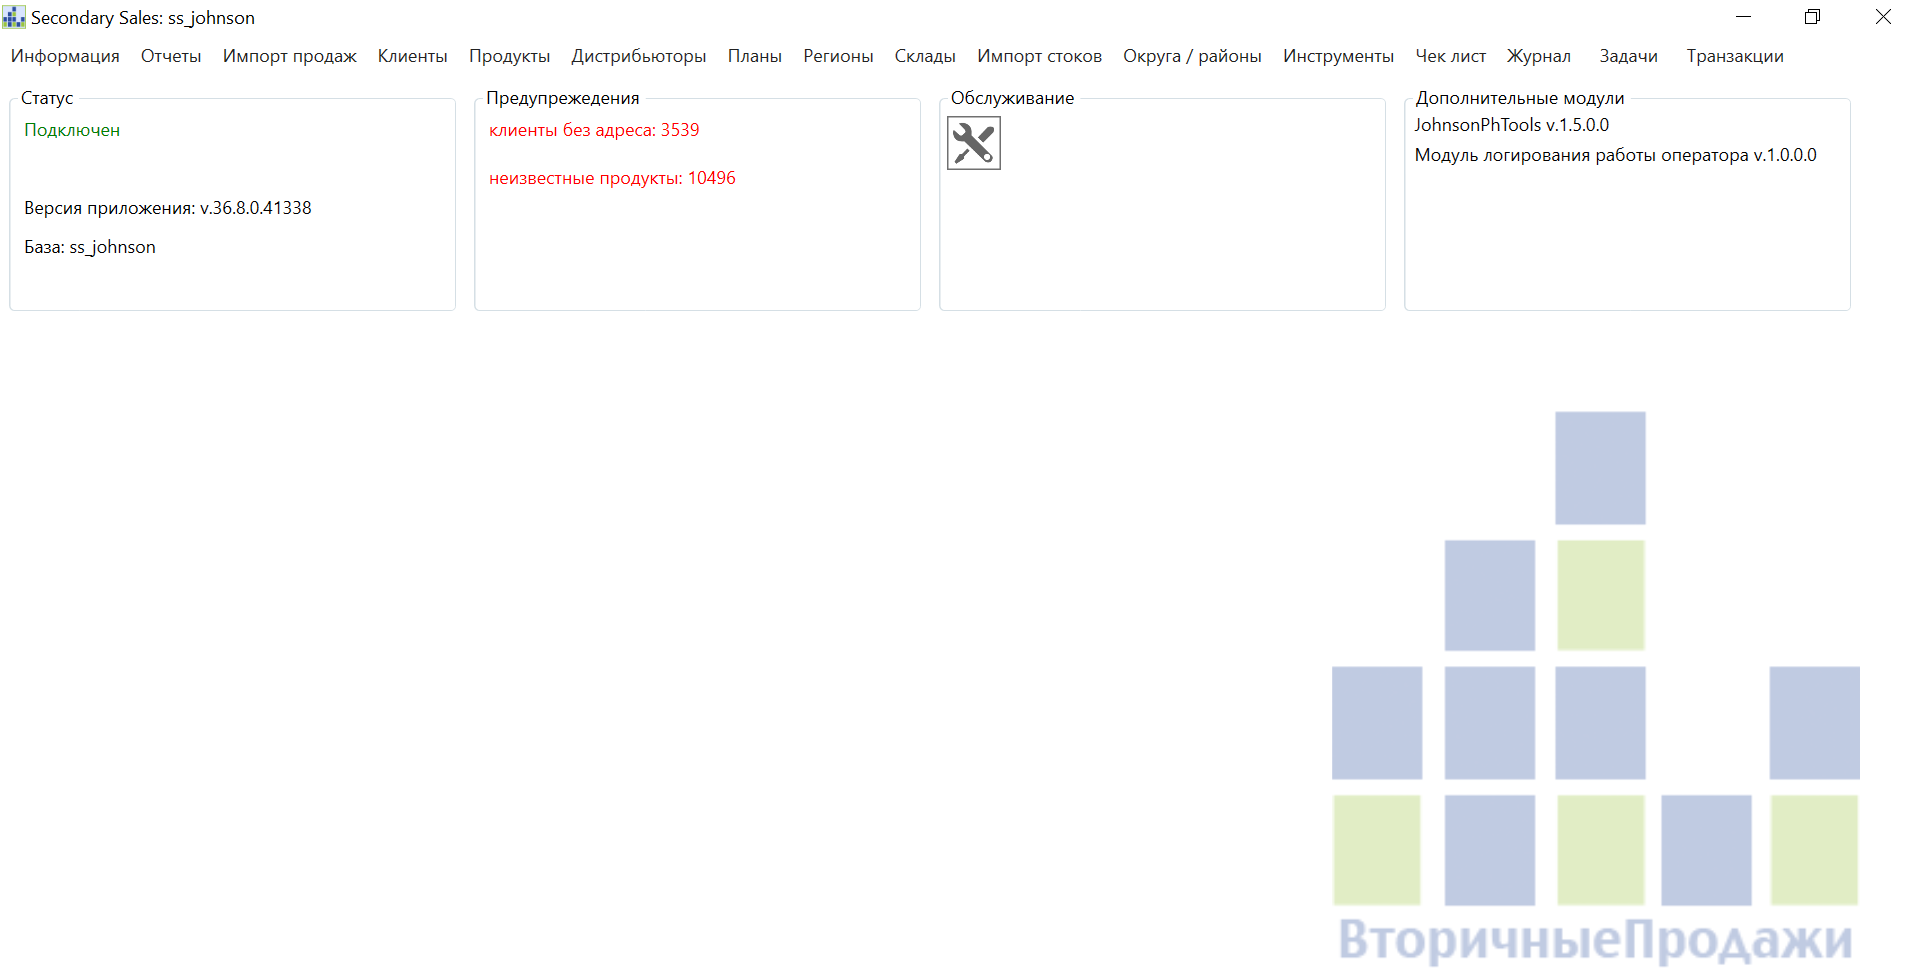 Secondary Sales: ss_johnson
Информация Отчеты Импорт продаж Клиенты Продукты Дистрибьюторы Планы Регионы Склады Импорт стоков Округа / районы Инструменты Чек лист Журнал Задачи Транзакции
Статус
Подключен
Версия приложения: v.36.8.0.41338
База: ss_johnson
Предупрежедения
клиенты без адреса: 3539
неизвестные продукты: 10496
Обслуживание
Дополнительные модули
JohnsonPhTools v.1.5.0.0
Модуль логирования работы оператора v.1.0.0.0
ВторичныеПродажи